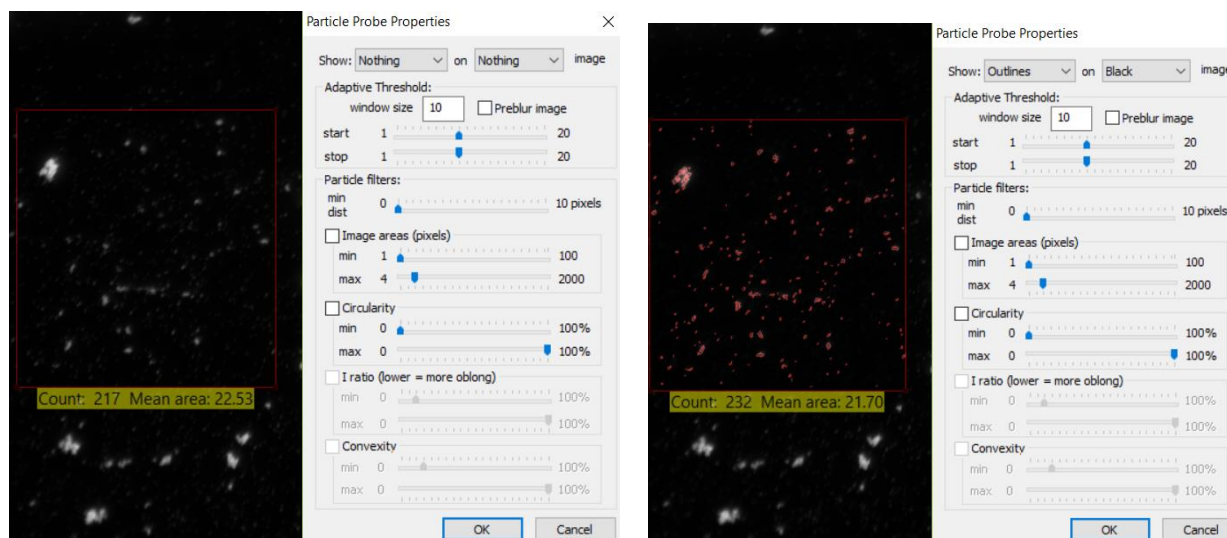 Particle Probe Properties
Show: Nothing on Nothing image
Adaptive Threshold:
window size 10 Preblur image
start 1 20
stop 1 20
Particle filters:
min dist 0 10 pixels
Image areas (pixels)
min 1 100
max 4 2000
Circularity
min 0 100%
max 0 100%
I ratio (lower = more oblong)
min 0 100%
max 0 100%
Convexity
min 0 100%
max 0 100%
OK Cancel
Count: 217 Mean area: 22.53
Particle Probe Properties
Show: Outlines on Black image
Adaptive Threshold:
window size 10 Preblur image
start 1 20
stop 1 20
Particle filters:
min dist 0 10 pixels
Image areas (pixels)
min 1 100
max 4 2000
Circularity
min 0 100%
max 0 100%
I ratio (lower = more oblong)
min 0 100%
max 0 100%
Convexity
min 0 100%
max 0 100%
OK Cancel
Count: 232 Mean area: 21.70